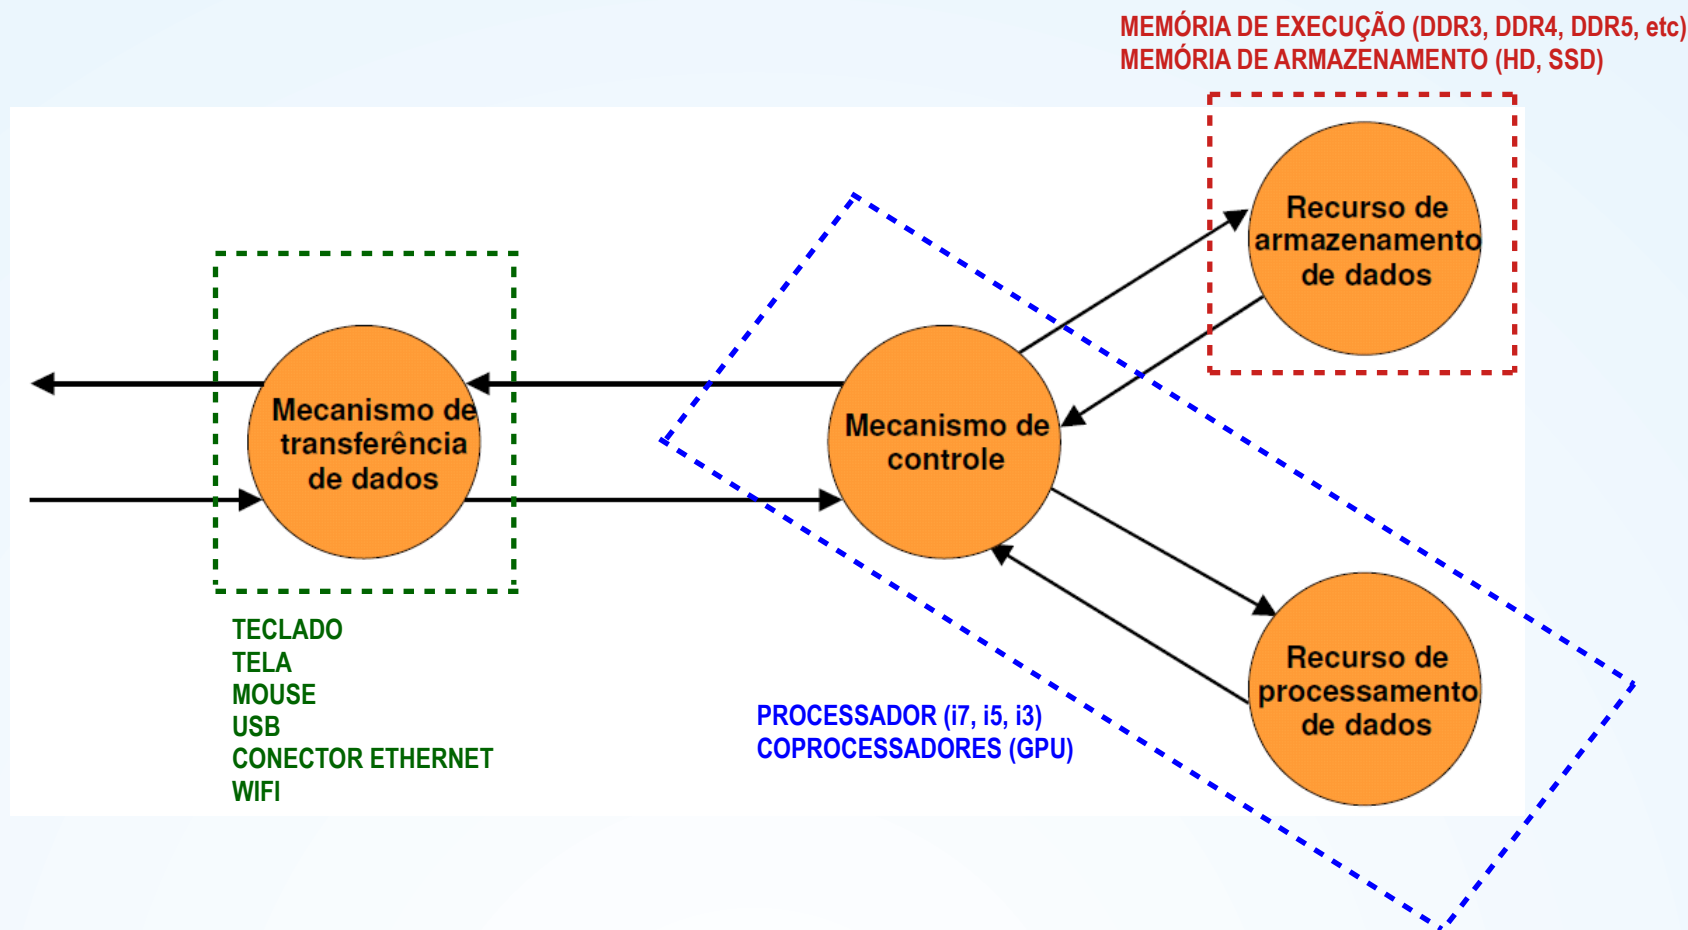 MEMÓRIA DE EXECUÇÃO (DDR3, DDR4, DDR5, etc)
MEMÓRIA DE ARMAZENAMENTO (HD, SSD)
Recurso de
armazenamento
de dados
Mecanismo de
transferência
de dados
Mecanismo de
controle
Recurso de
processamento
de dados
TECLADO
TELA
MOUSE
USB
CONECTOR ETHERNET
WIFI
PROCESSADOR (i7, i5, i3)
COPROCESSADORES (GPU)